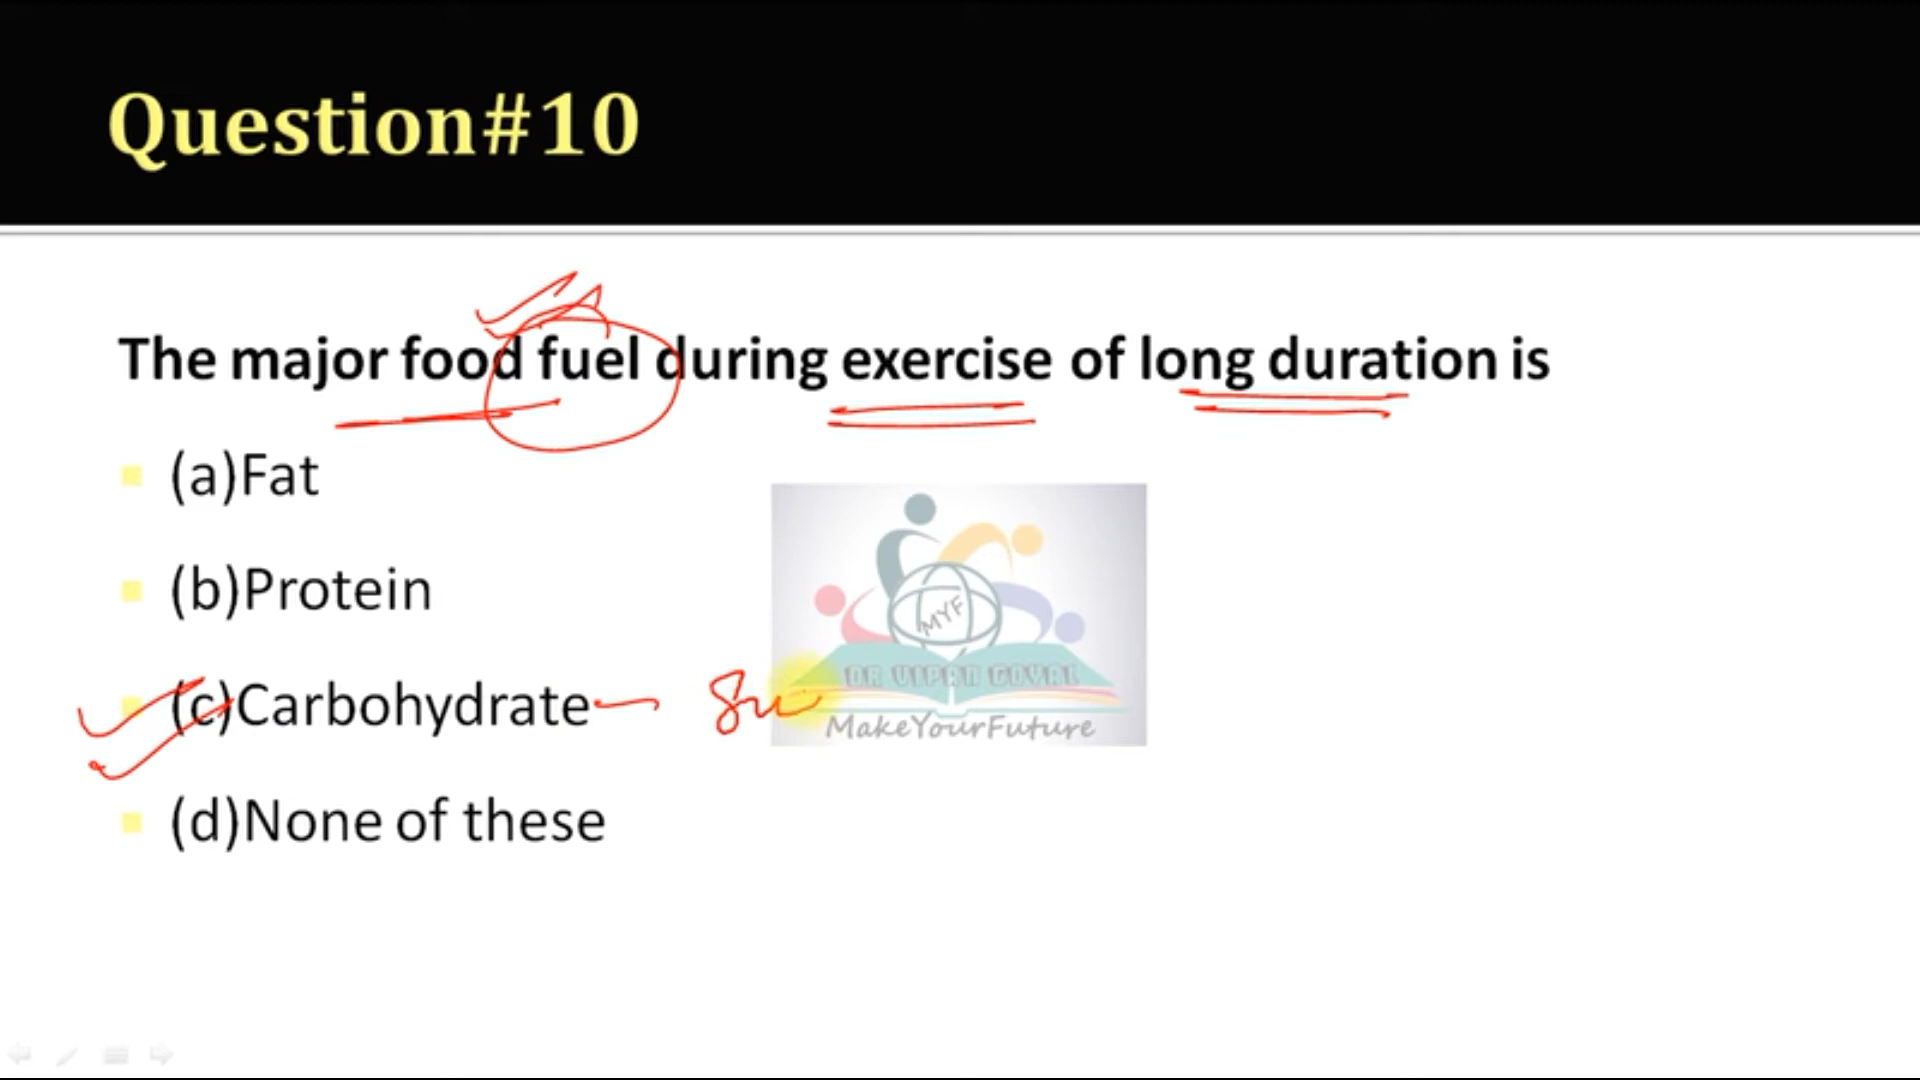 Question#10
The major food fuel during exercise of long duration is
(a)Fat
(b)Protein
(c)Carbohydrate
(d)None of these
MYF
DR VIPAN GOYAL
MakeYourFuture